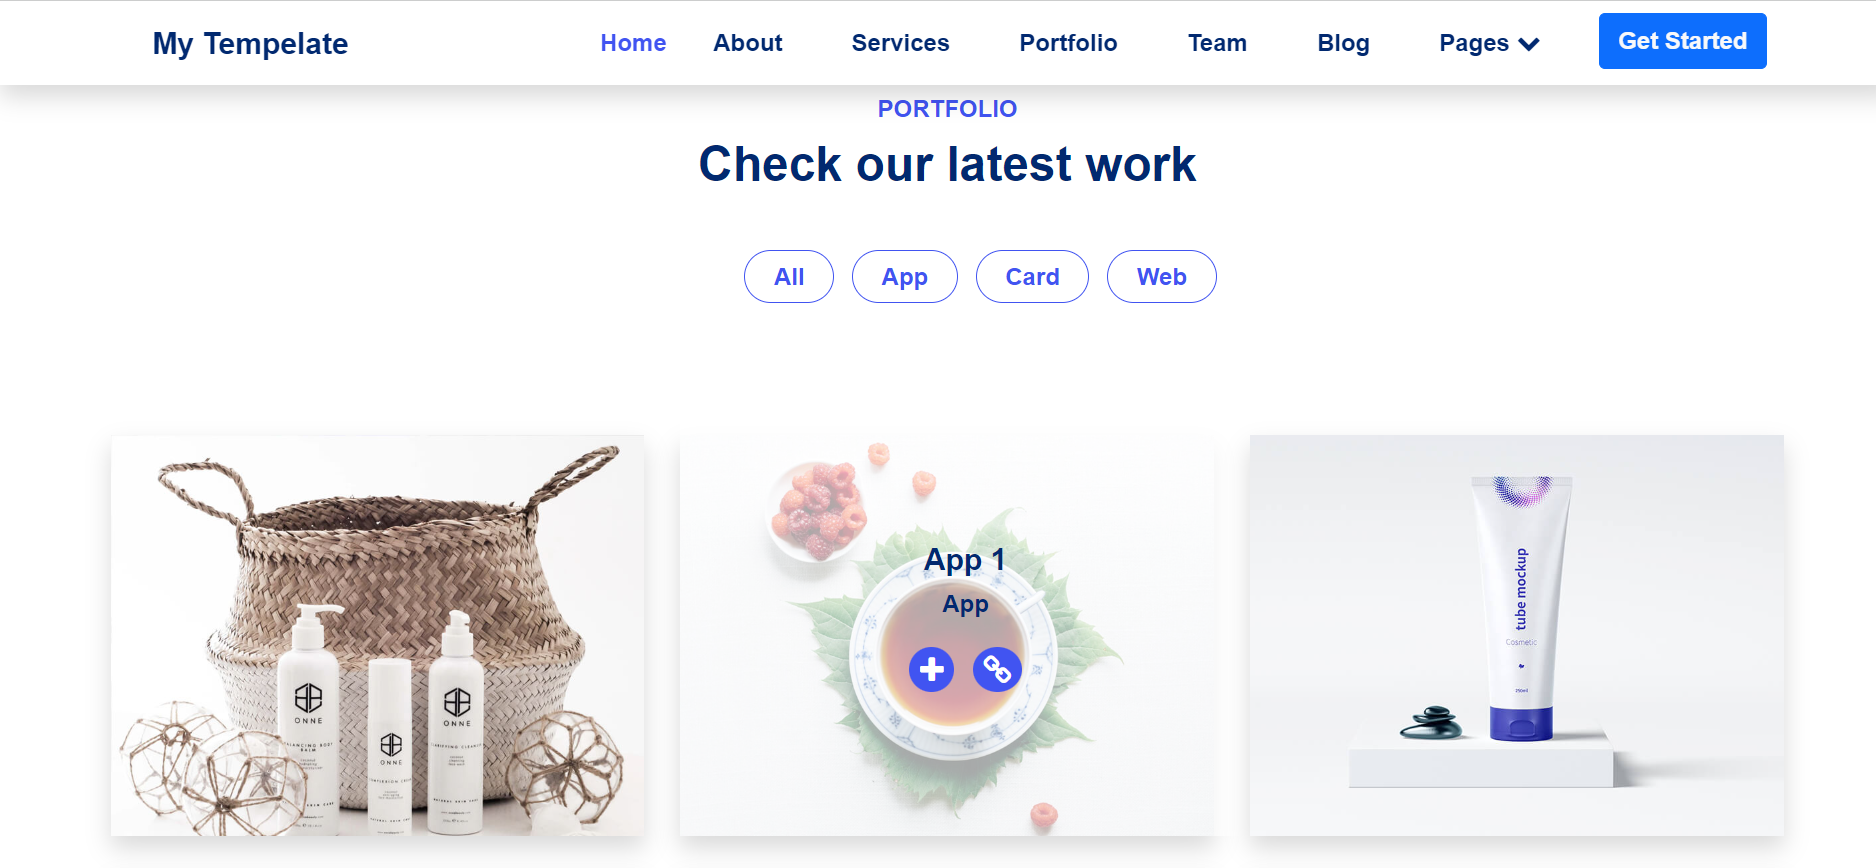 My Tempelate
Home
About
Services
Portfolio
Team
Blog
Pages
Get Started
PORTFOLIO
Check our latest work
All
App
Card
Web
App 1
App
ONNE
ONNE
ONNE
tube mockup
Cosmetic
250ml